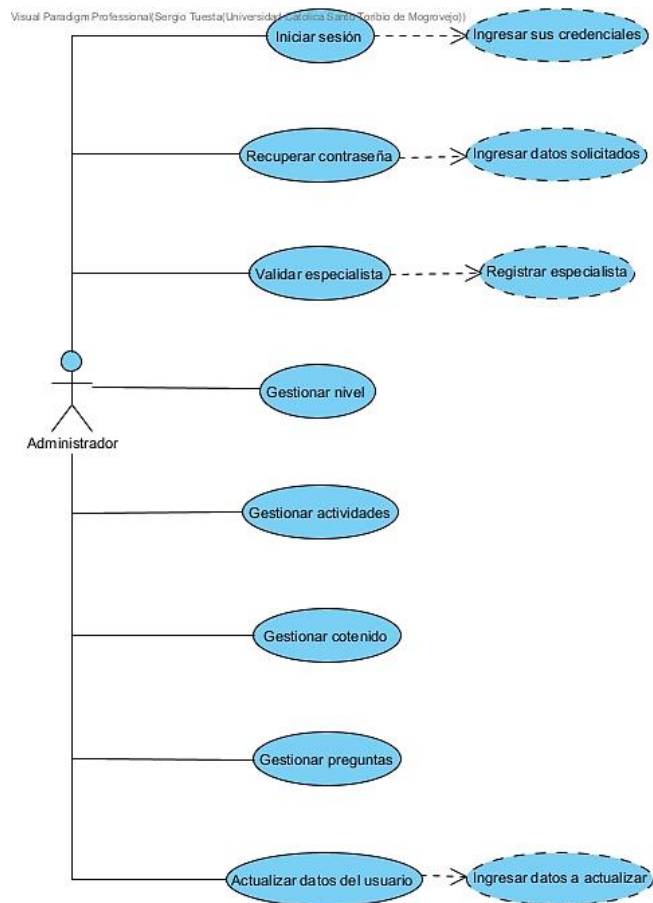 Visual Paradigm Professional(Sergio Tuesta(Universidad Católica Santo Toribio de Mogrovejo))
Iniciar sesión
Ingresar sus credenciales
Recuperar contraseña
Ingresar datos solicitados
Validar especialista
Registrar especialista
Gestionar nivel
Administrador
Gestionar actividades
Gestionar cotenido
Gestionar preguntas
Actualizar datos del usuario
Ingresar datos a actualizar